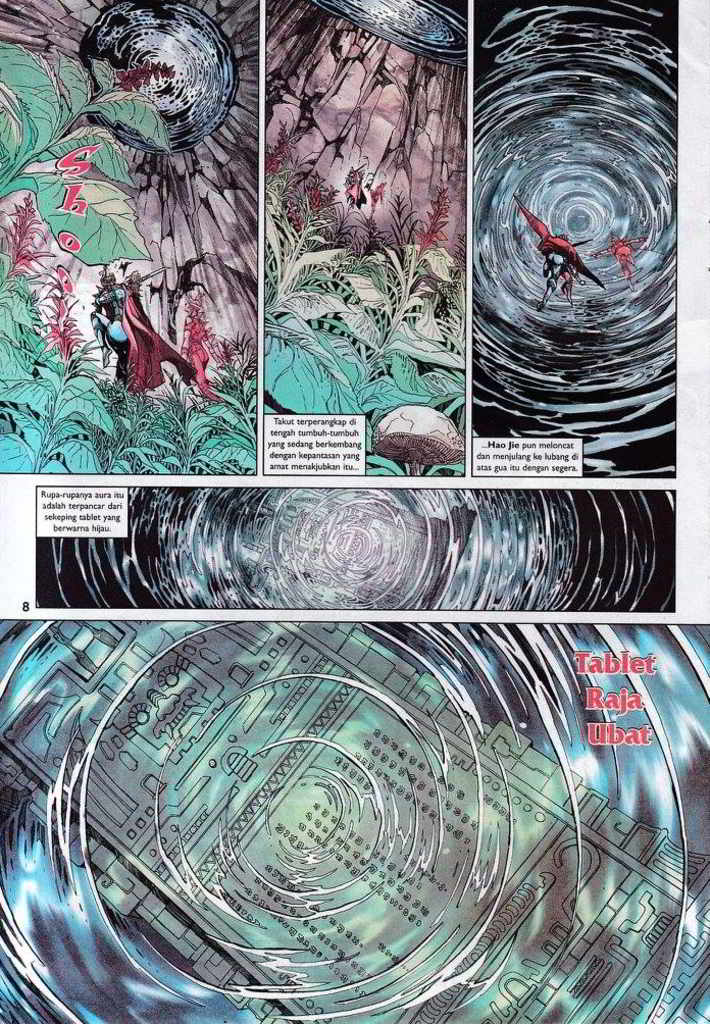 Shoit
Takut terperangkap di
tengah tumbuh-tumbuh
yang sedang berkembang
dengan kepantasan yang
amat menakjubkan itu...
...Hao Jie pun meloncat
dan menjulang ke lubang di
atas gua itu dengan segera.
Rupa-rupanya aura itu
adalah terpancar dari
sekeping tablet yang
berwarna hijau.
8
Tablet
Raja
Ubat